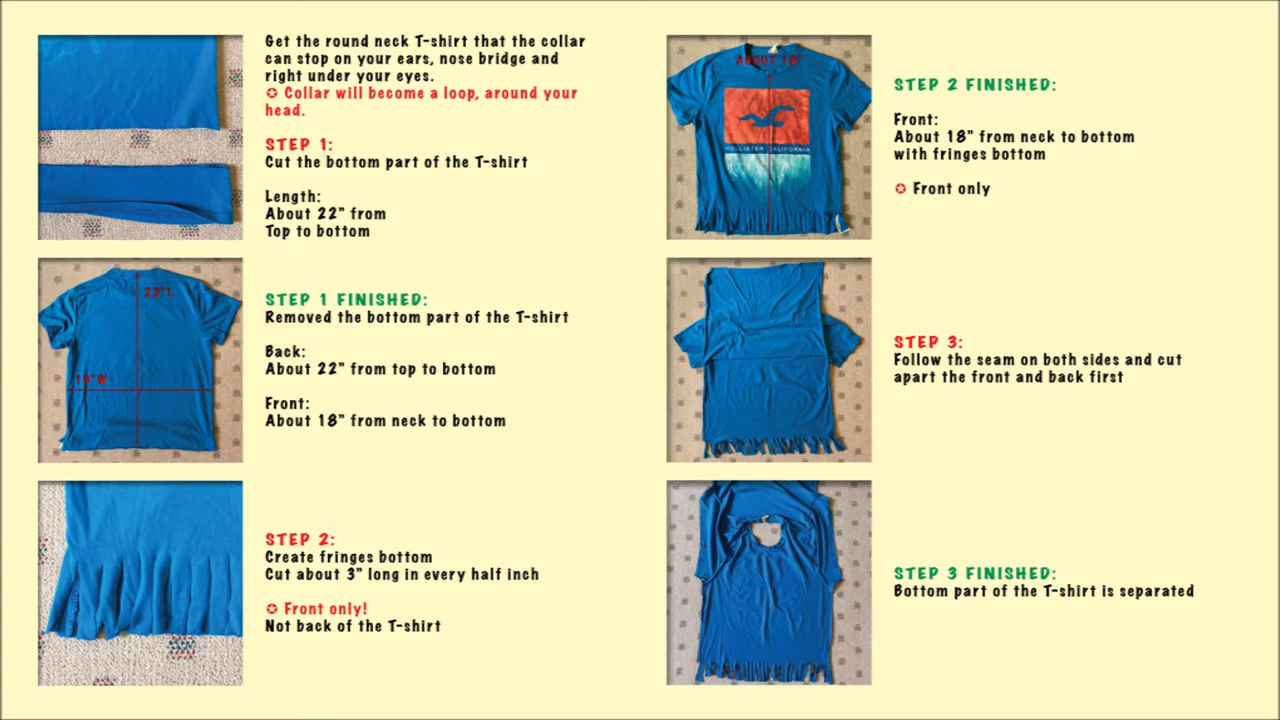 Get the round neck T-shirt that the collar
can stop on your ears, nose bridge and
right under your eyes.
✪ Collar will become a loop, around your
head.
STEP 1:
Cut the bottom part of the T-shirt
Length:
About 22" from
Top to bottom
22"L
19"W
STEP 1 FINISHED:
Removed the bottom part of the T-shirt
Back:
About 22" from top to bottom
Front:
About 18" from neck to bottom
STEP 2:
Create fringes bottom
Cut about 3" long in every half inch
✪ Front only!
Not back of the T-shirt
ABOUT 18"
HOLLISTER CALIFORNIA
STEP 2 FINISHED:
Front:
About 18" from neck to bottom
with fringes bottom
✪ Front only
STEP 3:
Follow the seam on both sides and cut
apart the front and back first
STEP 3 FINISHED:
Bottom part of the T-shirt is separated